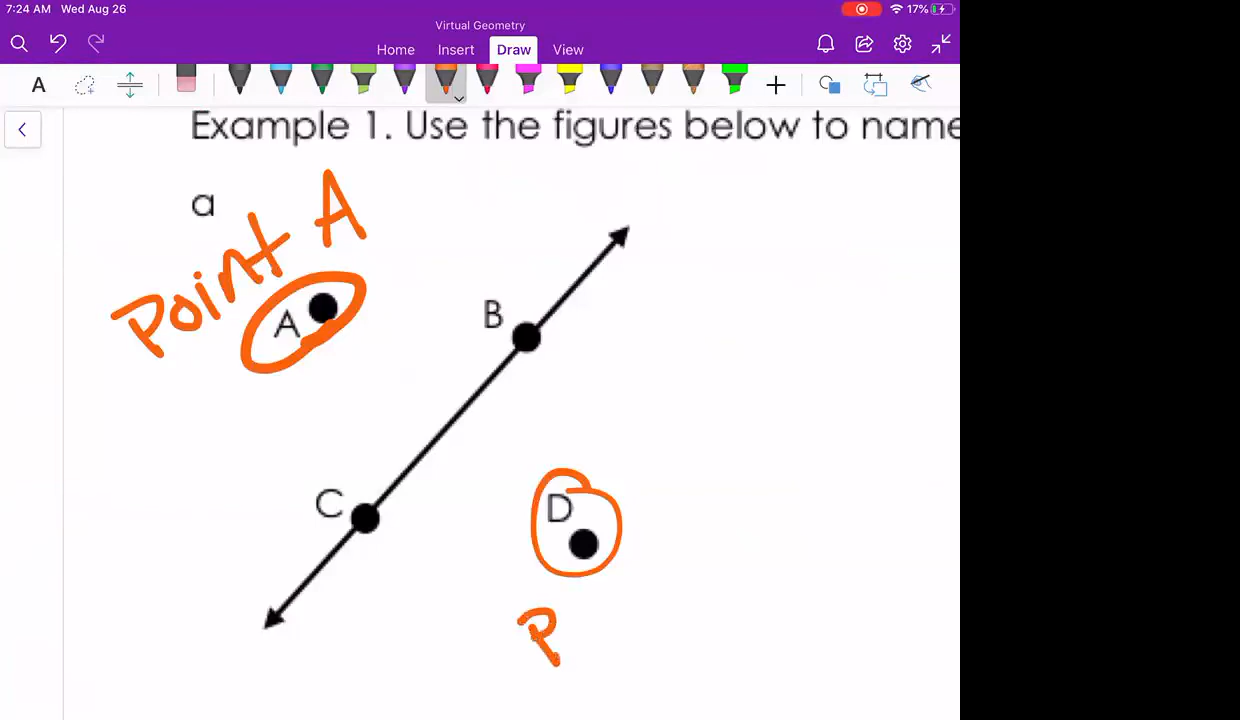 7:24 AM Wed Aug 26
17%
Virtual Geometry
Home Insert Draw View
A
Example 1. Use the figures below to name
a
Point A
A
B
C
D
P